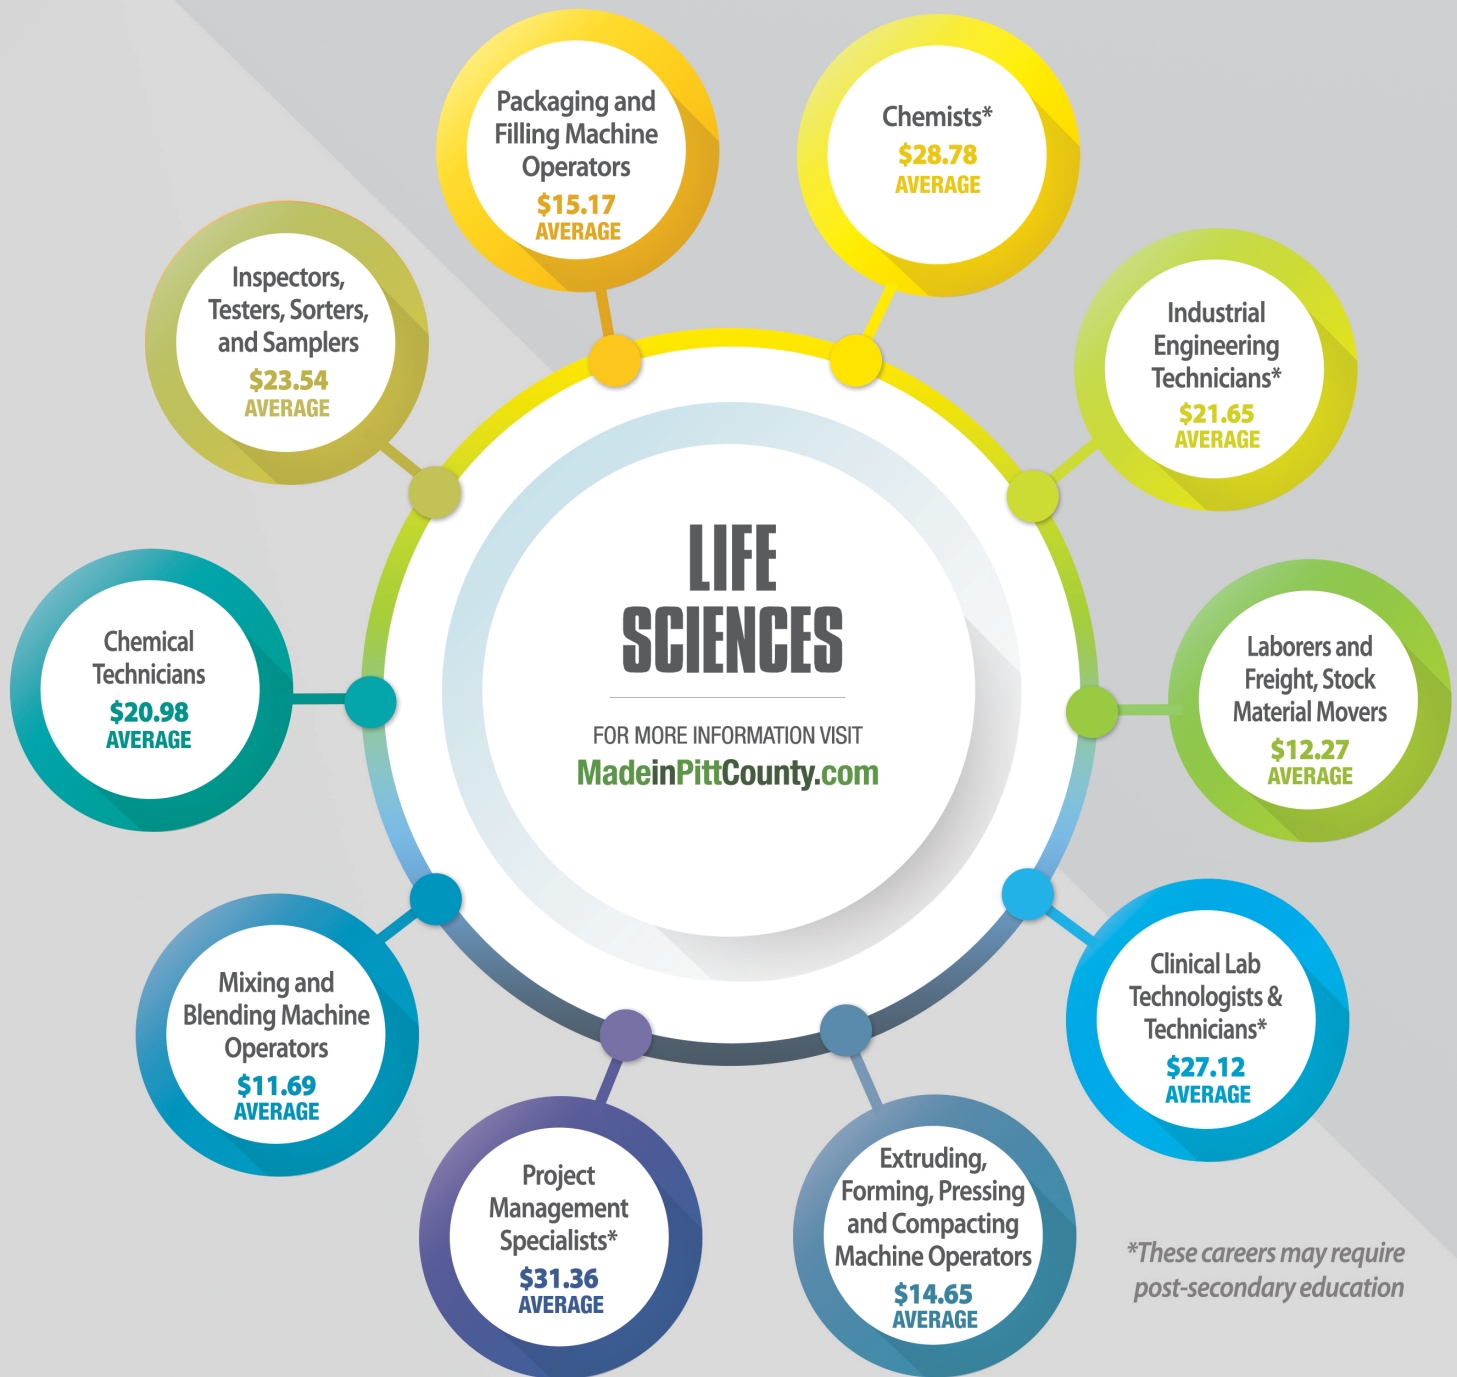 Packaging and
Filling Machine
Operators
$15.17
AVERAGE
Chemists*
$28.78
AVERAGE
Inspectors,
Testers, Sorters,
and Samplers
$23.54
AVERAGE
Industrial
Engineering
Technicians*
$21.65
AVERAGE
LIFE
SCIENCES
FOR MORE INFORMATION VISIT
MadeinPittCounty.com
Chemical
Technicians
$20.98
AVERAGE
Laborers and
Freight, Stock
Material Movers
$12.27
AVERAGE
Mixing and
Blending Machine
Operators
$11.69
AVERAGE
Clinical Lab
Technologists &
Technicians*
$27.12
AVERAGE
Project
Management
Specialists*
$31.36
AVERAGE
Extruding,
Forming, Pressing
and Compacting
Machine Operators
$14.65
AVERAGE
*These careers may require
post-secondary education